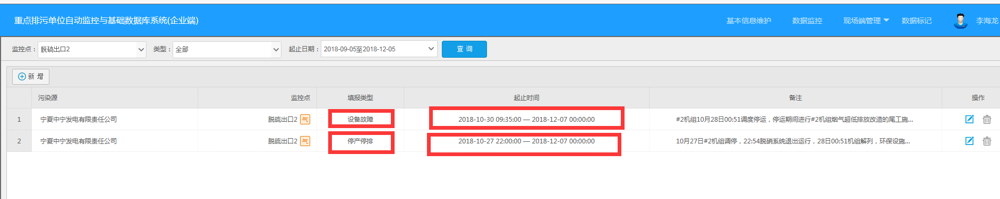 重点排污单位自动监控与基础数据库系统(企业端) 基本信息维护 数据监控 现场端管理 数据标记 李海龙
监控点： 脱硫出口2 类型： 全部 起止日期： 2018-09-05至2018-12-05 查 询
新 增
污染源 监控点 填报类型 起止时间 备注 操作
1 宁夏中宁发电有限责任公司 脱硫出口2 气 设备故障 2018-10-30 09:35:00 — 2018-12-07 00:00:00 #2机组10月28日00:51调度停运，停运期间进行#2机组烟气超低排放改造的尾工施...
2 宁夏中宁发电有限责任公司 脱硫出口2 气 停产停排 2018-10-27 22:00:00 — 2018-12-07 00:00:00 10月27日#2机组调停，22:54脱硝系统退出运行，28日00:51机组解列，环保设施...